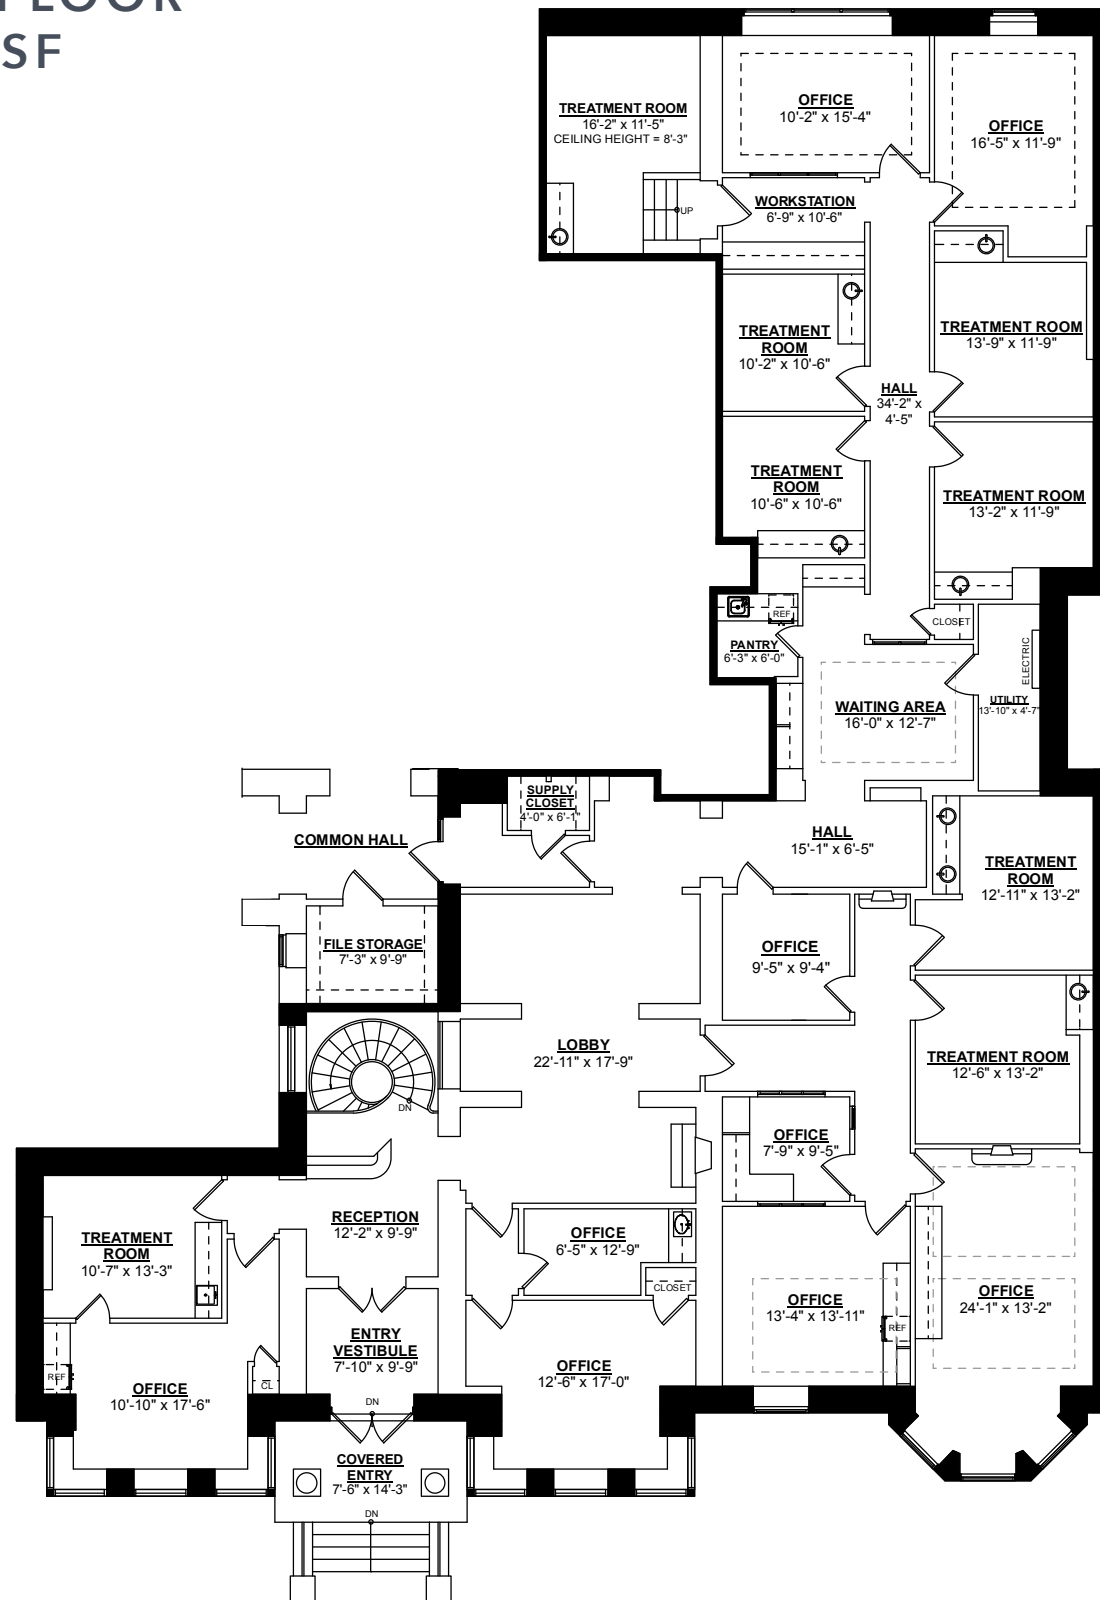 FLOOR
SF
TREATMENT ROOM
16'-2" x 11'-5"
CEILING HEIGHT = 8'-3"
OFFICE
10'-2" x 15'-4"
OFFICE
16'-5" x 11'-9"
WORKSTATION
6'-9" x 10'-6"
UP
TREATMENT
ROOM
10'-2" x 10'-6"
TREATMENT ROOM
13'-9" x 11'-9"
HALL
34'-2" x
4'-5"
TREATMENT
ROOM
10'-6" x 10'-6"
TREATMENT ROOM
13'-2" x 11'-9"
REF
CLOSET
PANTRY
6'-3" x 6'-0"
ELECTRIC
UTILITY
13'-10" x 4'-7"
WAITING AREA
16'-0" x 12'-7"
SUPPLY
CLOSET
4'-0" x 6'-1"
COMMON HALL
HALL
15'-1" x 6'-5"
TREATMENT
ROOM
12'-11" x 13'-2"
FILE STORAGE
7'-3" x 9'-9"
OFFICE
9'-5" x 9'-4"
LOBBY
22'-11" x 17'-9"
TREATMENT ROOM
12'-6" x 13'-2"
DN
OFFICE
7'-9" x 9'-5"
RECEPTION
12'-2" x 9'-9"
TREATMENT
ROOM
10'-7" x 13'-3"
OFFICE
6'-5" x 12'-9"
CLOSET
OFFICE
13'-4" x 13'-11"
REF
OFFICE
24'-1" x 13'-2"
ENTRY
VESTIBULE
7'-10" x 9'-9"
OFFICE
12'-6" x 17'-0"
REF
CL
OFFICE
10'-10" x 17'-6"
DN
COVERED
ENTRY
7'-6" x 14'-3"
DN